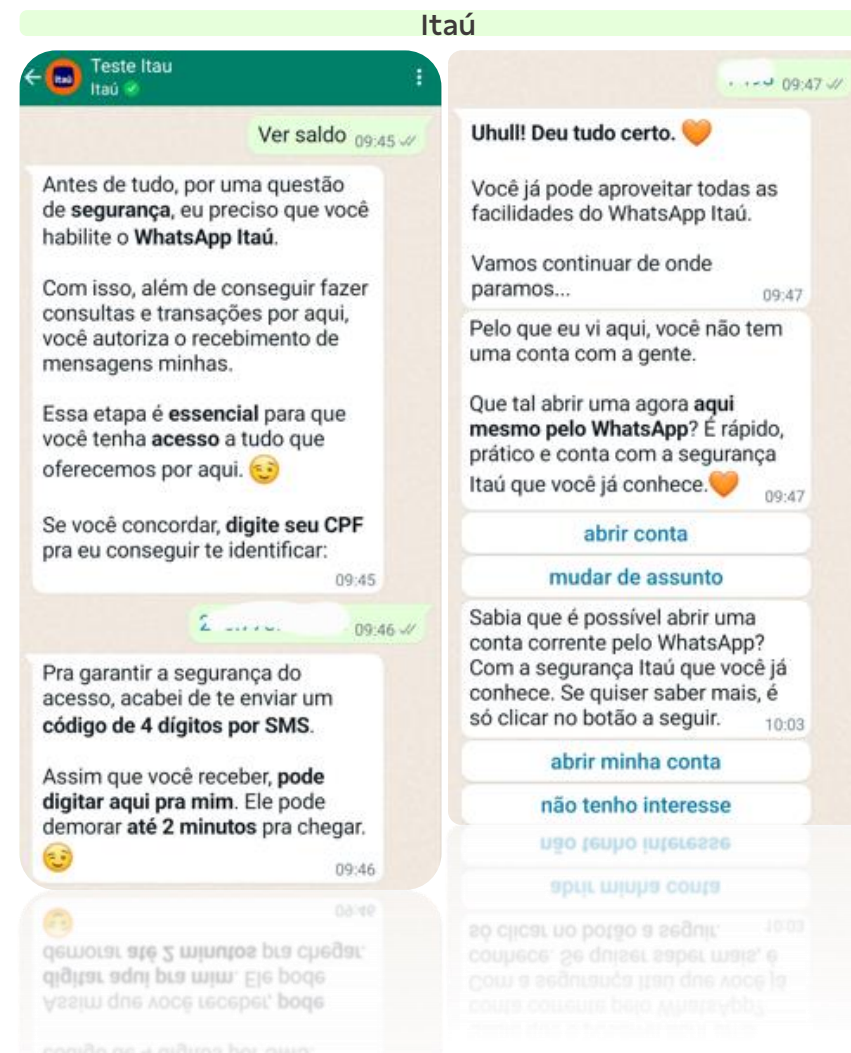 Itaú
Teste Itau
Itaú
Itaú
Ver saldo 09:45
Antes de tudo, por uma questão
de segurança, eu preciso que você
habilite o WhatsApp Itaú.
Com isso, além de conseguir fazer
consultas e transações por aqui,
você autoriza o recebimento de
mensagens minhas.
Essa etapa é essencial para que
você tenha acesso a tudo que
oferecemos por aqui.
Se você concordar, digite seu CPF
pra eu conseguir te identificar:
09:45
09:46
Pra garantir a segurança do
acesso, acabei de te enviar um
código de 4 dígitos por SMS.
Assim que você receber, pode
digitar aqui pra mim. Ele pode
demorar até 2 minutos pra chegar.
09:46
09:47
Uhull! Deu tudo certo.
Você já pode aproveitar todas as
facilidades do WhatsApp Itaú.
Vamos continuar de onde
paramos... 09:47
Pelo que eu vi aqui, você não tem
uma conta com a gente.
Que tal abrir uma agora aqui
mesmo pelo WhatsApp? É rápido,
prático e conta com a segurança
Itaú que você já conhece. 09:47
abrir conta
mudar de assunto
Sabia que é possível abrir uma
conta corrente pelo WhatsApp?
Com a segurança Itaú que você já
conhece. Se quiser saber mais, é
só clicar no botão a seguir. 10:03
abrir minha conta
não tenho interesse